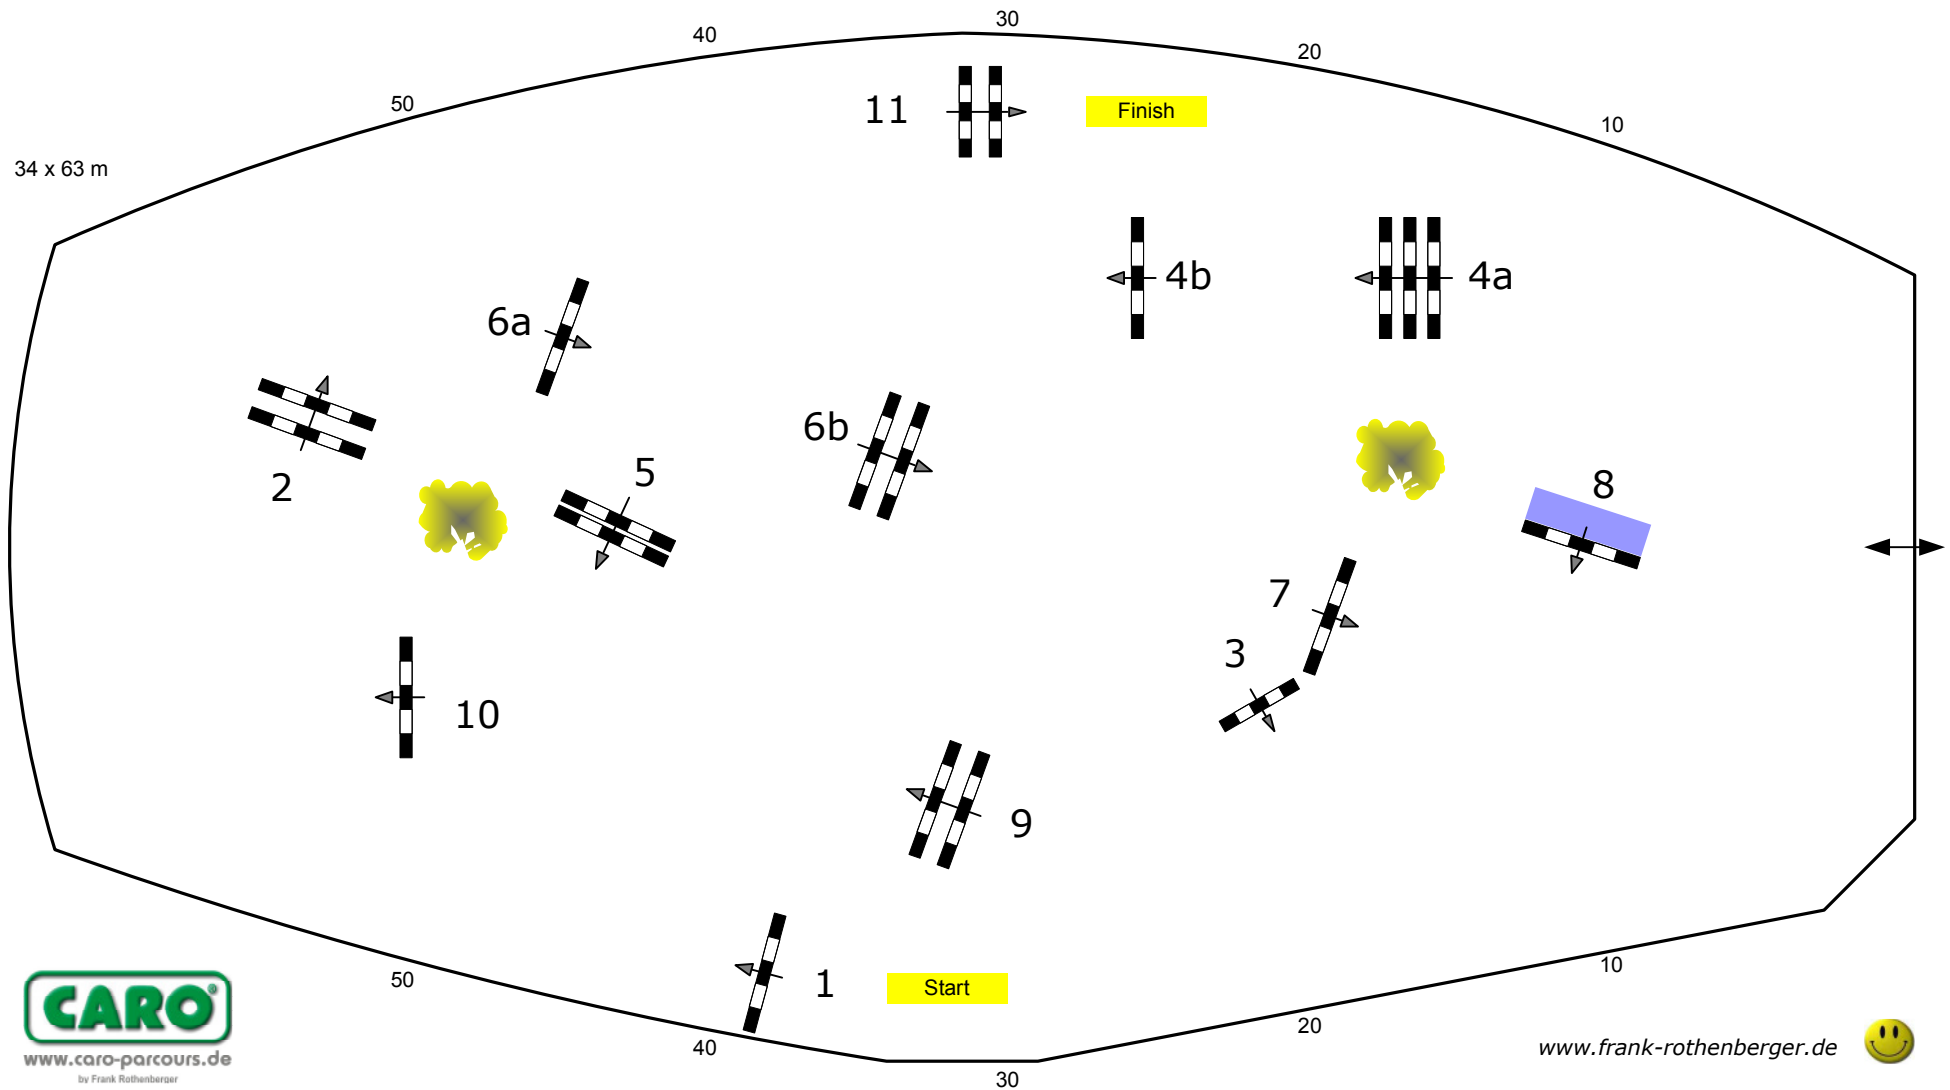 30
40
20
50
11
Finish
10
34 x 63 m
4b
4a
6a
6b
2
5
8
7
3
10
9
1
Start
50
10
20
40
30
CARO®
www.caro-parcours.de
by Frank Rothenberger
www.frank-rothenberger.de